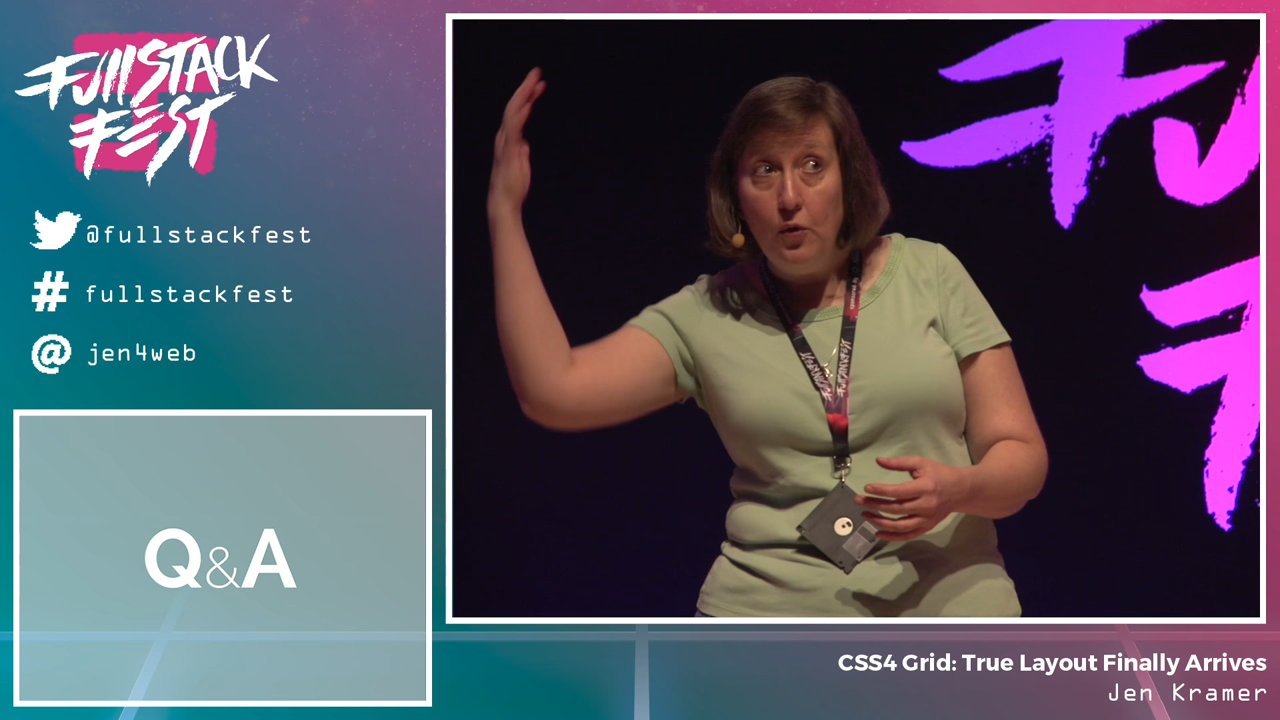 FullSTACK
FEST
@fullstackfest
# fullstackfest
@ jen4web
Q&A
CSS4 Grid: True Layout Finally Arrives
Jen Kramer